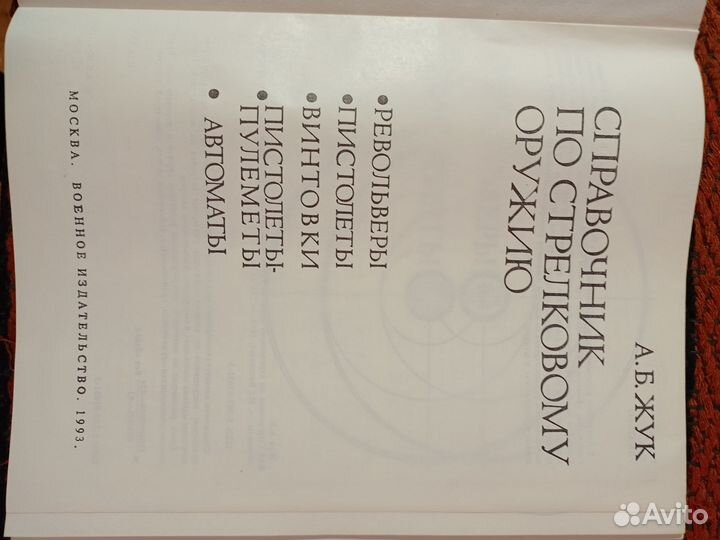 А. Б. ЖУК
СПРАВОЧНИК
ПО СТРЕЛКОВОМУ
ОРУЖИЮ
• РЕВОЛЬВЕРЫ
• ПИСТОЛЕТЫ
• ВИНТОВКИ
• ПИСТОЛЕТЫ-
ПУЛЕМЕТЫ
• АВТОМАТЫ
МОСКВА. ВОЕННОЕ ИЗДАТЕЛЬСТВО. 1993.
Avito